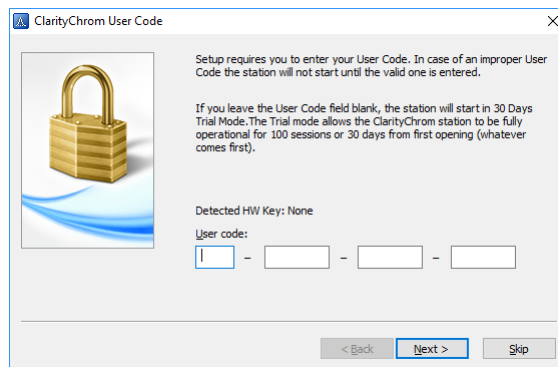 ClarityChrom User Code
Setup requires you to enter your User Code. In case of an improper User
Code the station will not start until the valid one is entered.
If you leave the User Code field blank, the station will start in 30 Days
Trial Mode.The Trial mode allows the ClarityChrom station to be fully
operational for 100 sessions or 30 days from first opening (whatever
comes first).
Detected HW Key: None
User code:
– – –
< Back Next > Skip